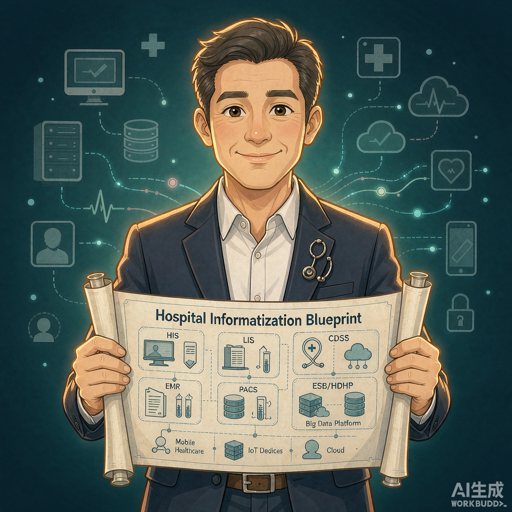 Hospital Informatization Blueprint
HIS
LIS
CDSS
EMR
PACS
ESB/HDHP
Big Data Platform
Mobile
Healthcare
IoT Devices
Cloud
AI生成
WORKBUDDY